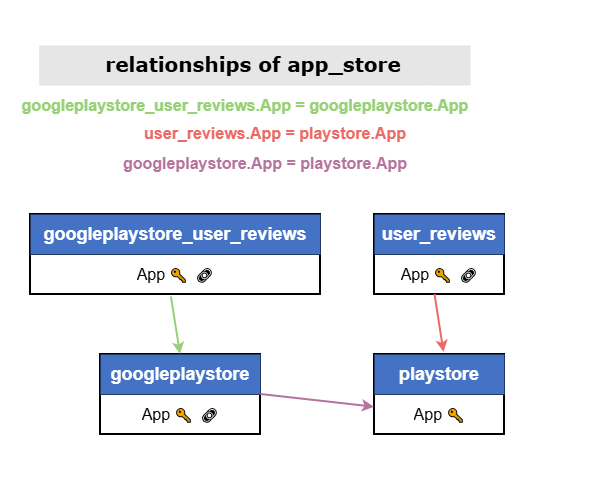 relationships of app_store
googleplaystore_user_reviews.App = googleplaystore.App
user_reviews.App = playstore.App
googleplaystore.App = playstore.App
googleplaystore_user_reviews
App
user_reviews
App
googleplaystore
App
playstore
App